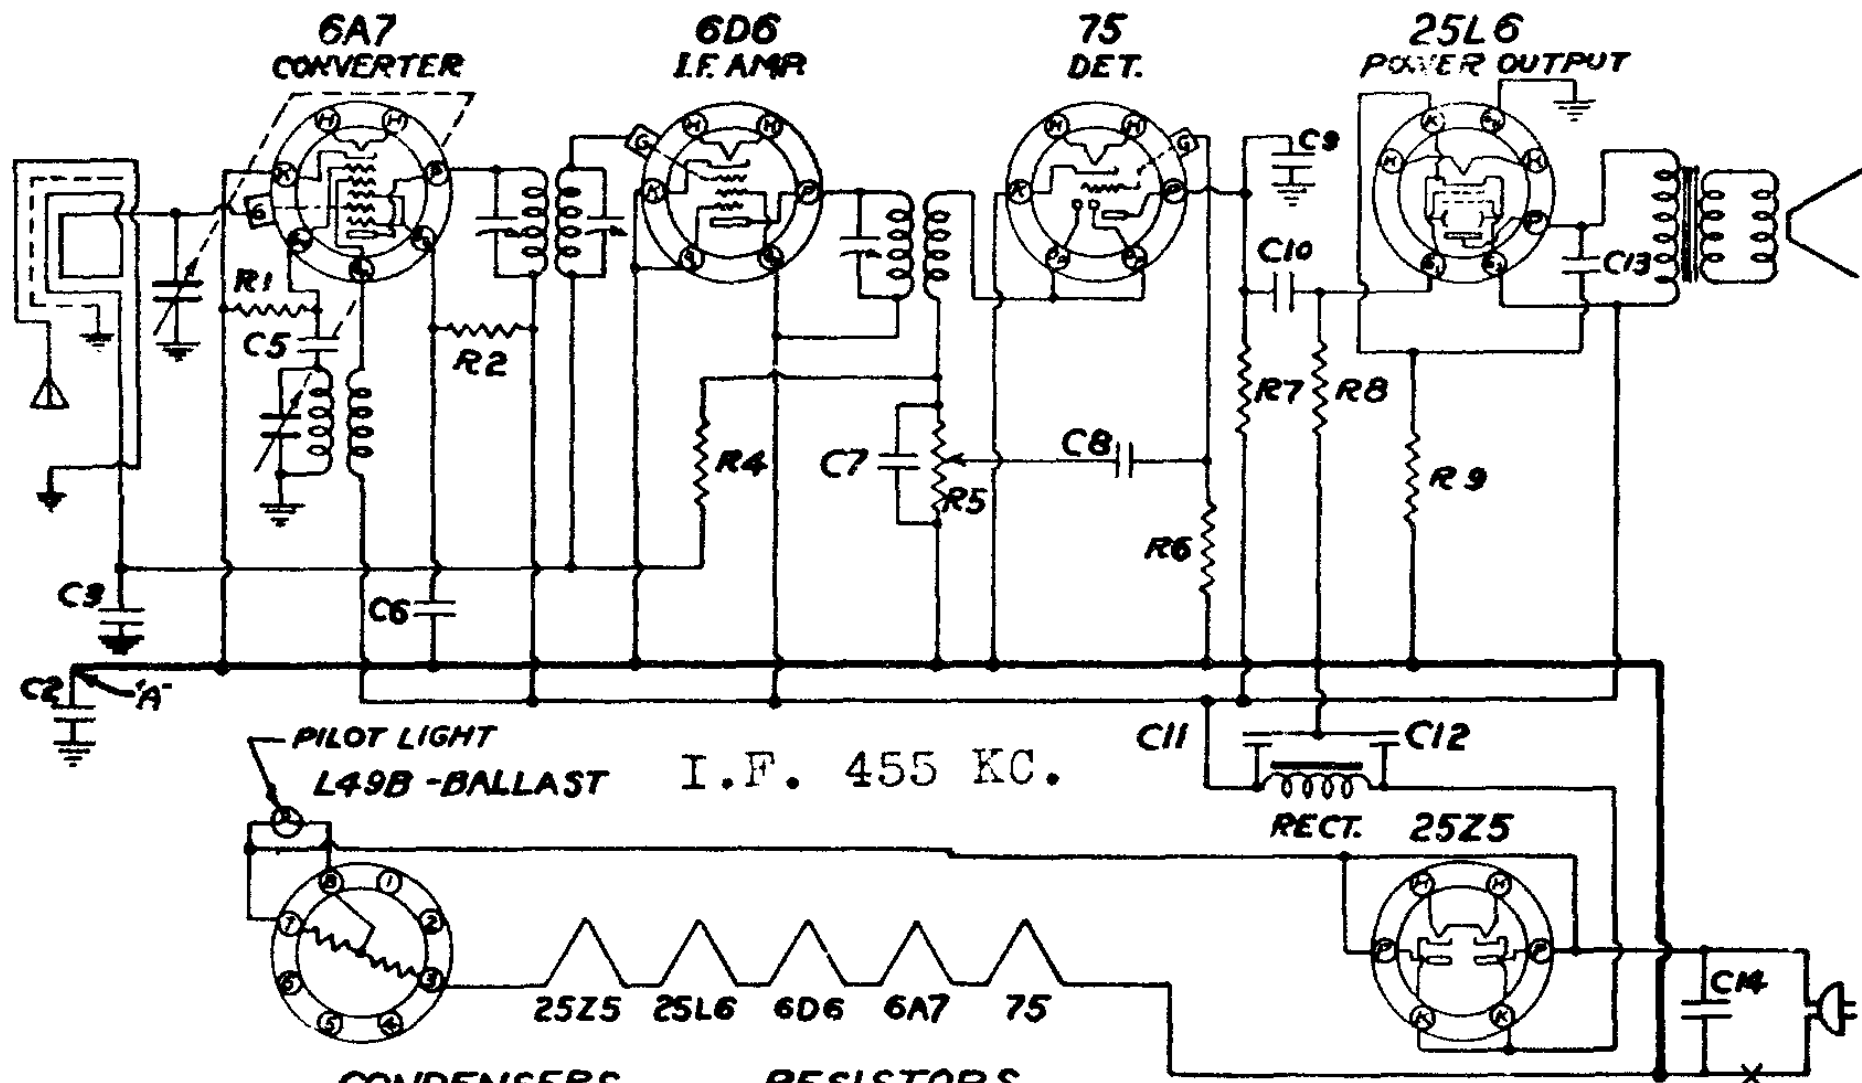 6A7
CONVERTER
6D6
I.F. AMP.
75
DET.
25L6
POWER OUTPUT
C9
R1
C5
R2
C10
C13
R7
R8
R4
C7
R5
C8
R9
R6
C3
C6
C2
"A"
PILOT LIGHT
L49B -BALLAST
I.F. 455 KC.
C11
C12
RECT. 25Z5
C14
25Z5 25L6 6D6 6A7 75
CONDENSERS RESISTORS